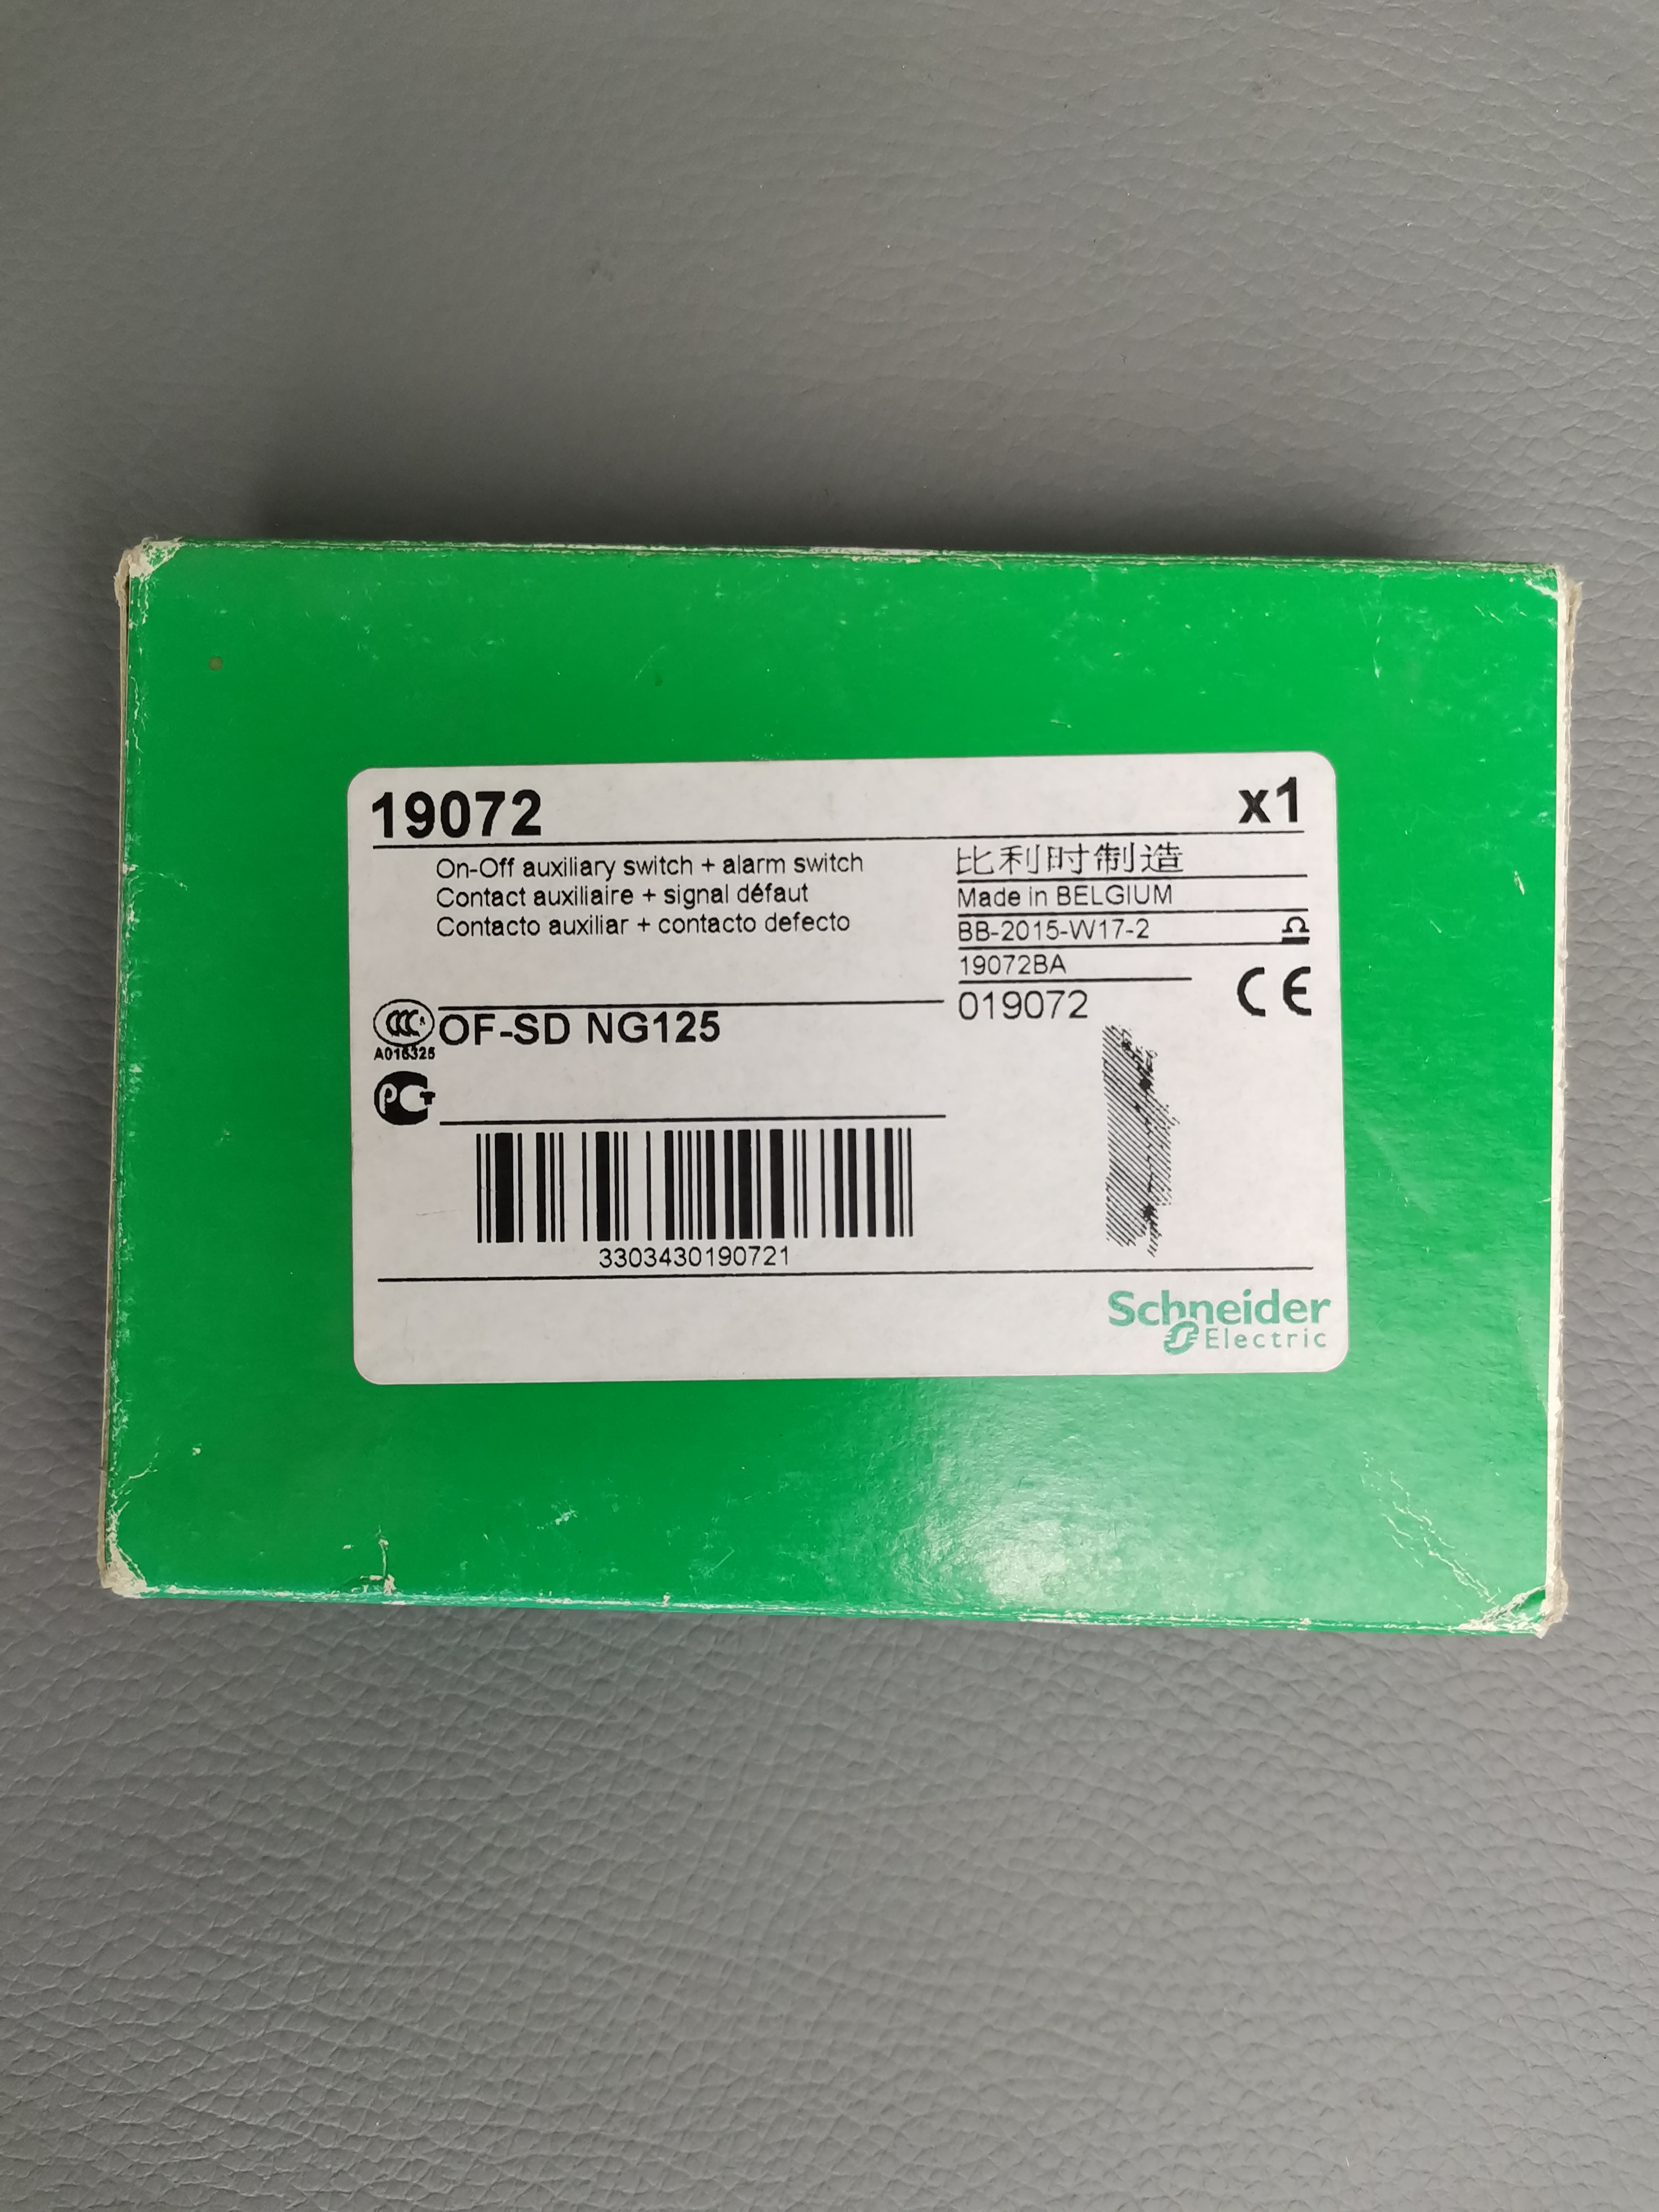 19072
x1
On-Off auxiliary switch + alarm switch
Contact auxiliaire + signal défaut
Contacto auxiliar + contacto defecto
比利时制造
Made in BELGIUM
BB-2015-W17-2
19072BA
019072
CE
CCC
A016325
OF-SD NG125
PCT
3303430190721
Schneider
Electric